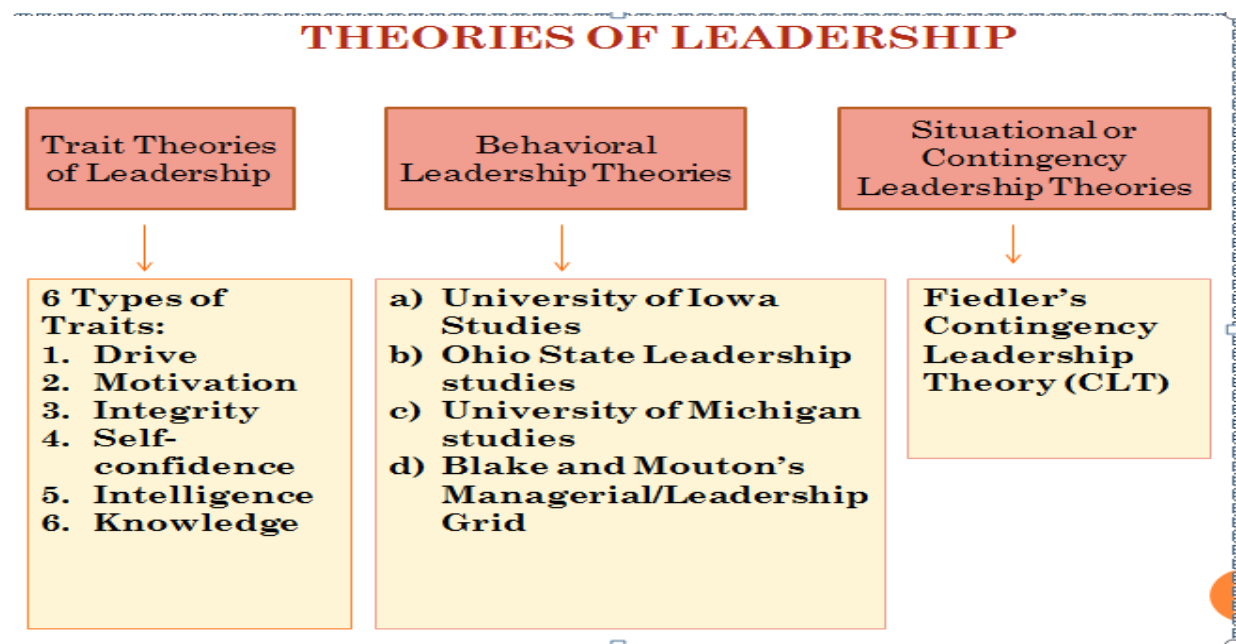 THEORIES OF LEADERSHIP
Trait Theories
of Leadership
Behavioral
Leadership Theories
Situational or
Contingency
Leadership Theories
6 Types of
Traits:
1. Drive
2. Motivation
3. Integrity
4. Self-
confidence
5. Intelligence
6. Knowledge
a) University of Iowa
Studies
b) Ohio State Leadership
studies
c) University of Michigan
studies
d) Blake and Mouton’s
Managerial/Leadership
Grid
Fiedler’s
Contingency
Leadership
Theory (CLT)